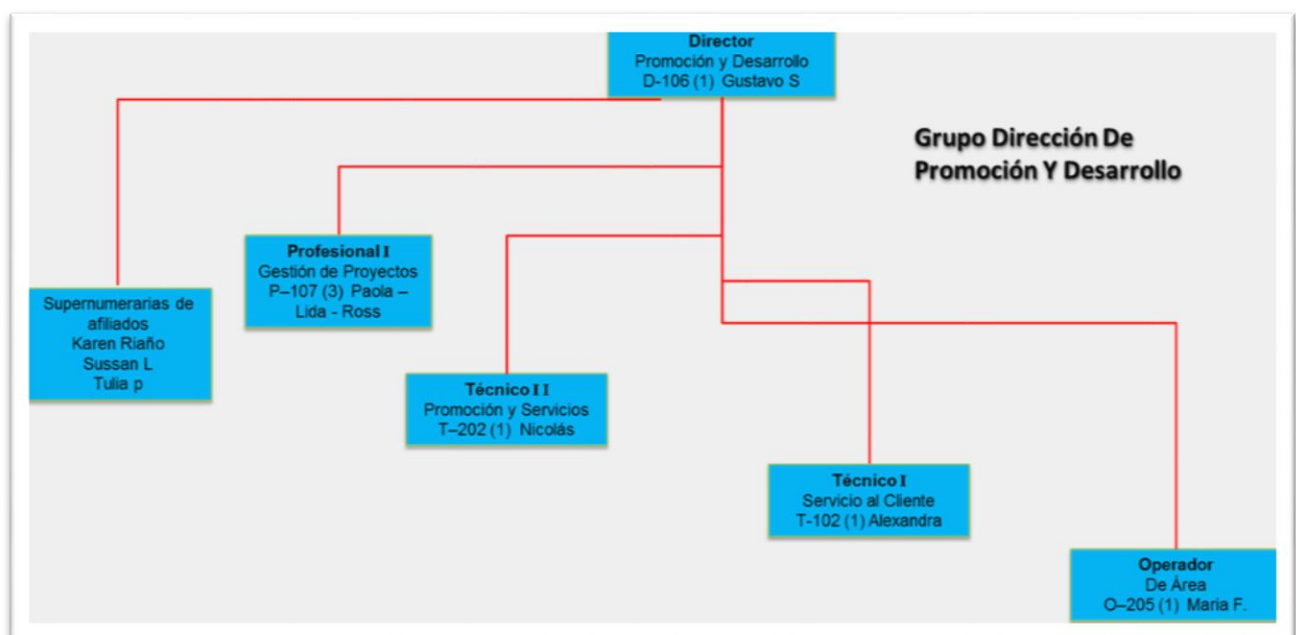 Director
Promoción y Desarrollo
D-106 (1) Gustavo S
Grupo Dirección De
Promoción Y Desarrollo
Profesional I
Gestión de Proyectos
P–107 (3) Paola –
Lida - Ross
Supernumerarias de
afiliados
Karen Riaño
Sussan L
Tulia p
Técnico I I
Promoción y Servicios
T–202 (1) Nicolás
Técnico I
Servicio al Cliente
T-102 (1) Alexandra
Operador
De Área
O–205 (1) Maria F.